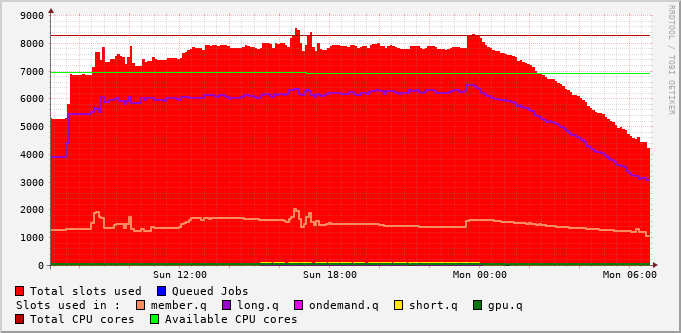 9000
8000
7000
6000
5000
4000
3000
2000
1000
0
Sun 12:00 Sun 18:00 Mon 00:00 Mon 06:00
RRDTOOL / TOBI OETIKER
Total slots used Queued Jobs
Slots used in : member.q long.q ondemand.q short.q gpu.q
Total CPU cores Available CPU cores